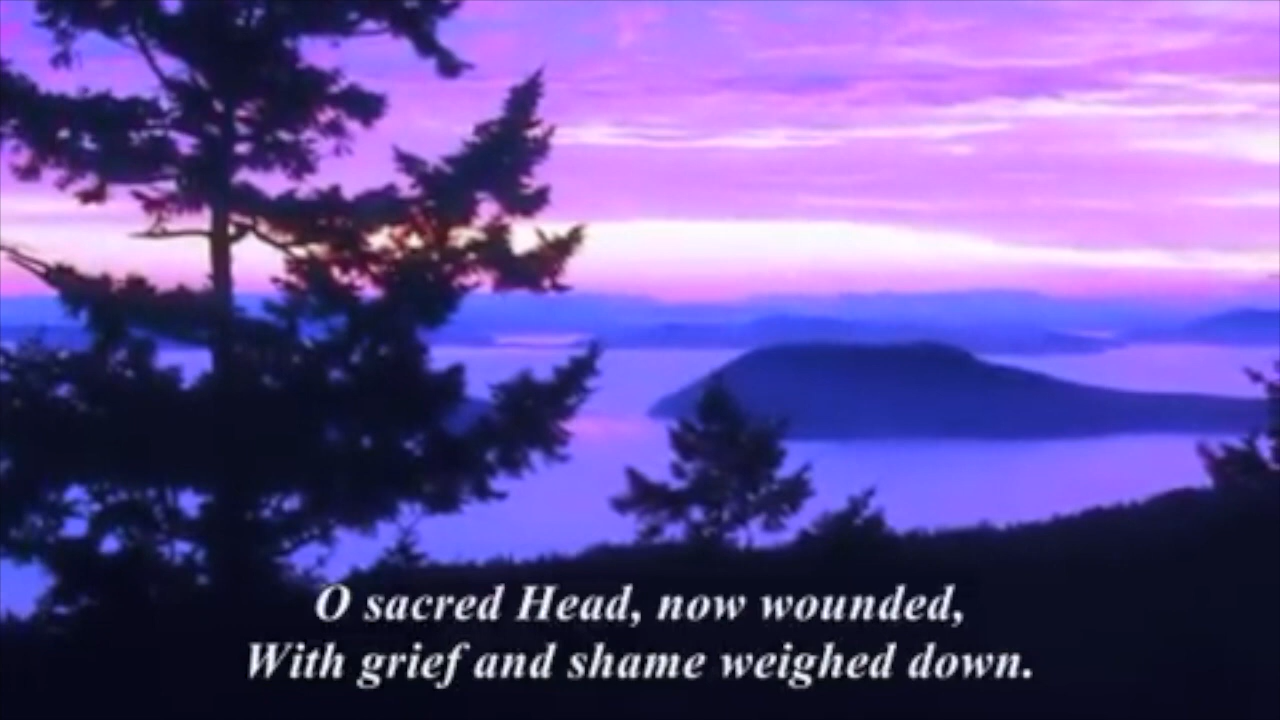 O sacred Head, now wounded,
With grief and shame weighed down.